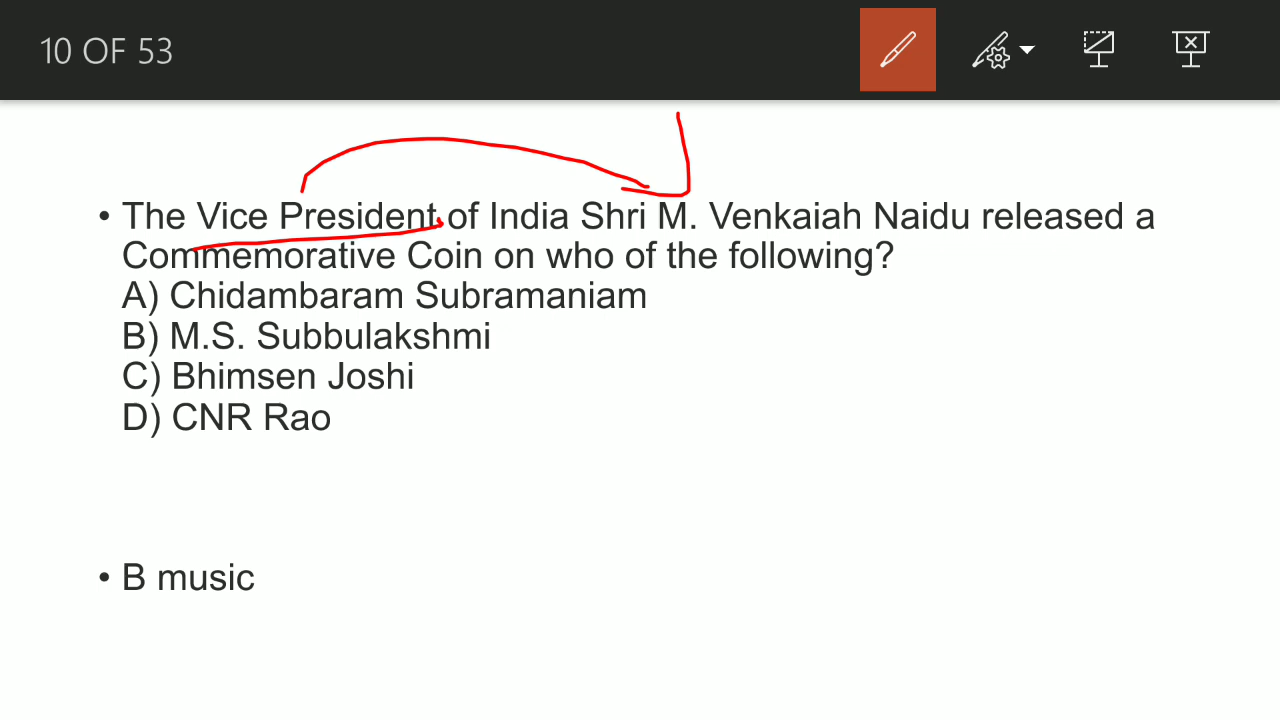 10 OF 53
• The Vice President of India Shri M. Venkaiah Naidu released a
Commemorative Coin on who of the following?
A) Chidambaram Subramaniam
B) M.S. Subbulakshmi
C) Bhimsen Joshi
D) CNR Rao
• B music